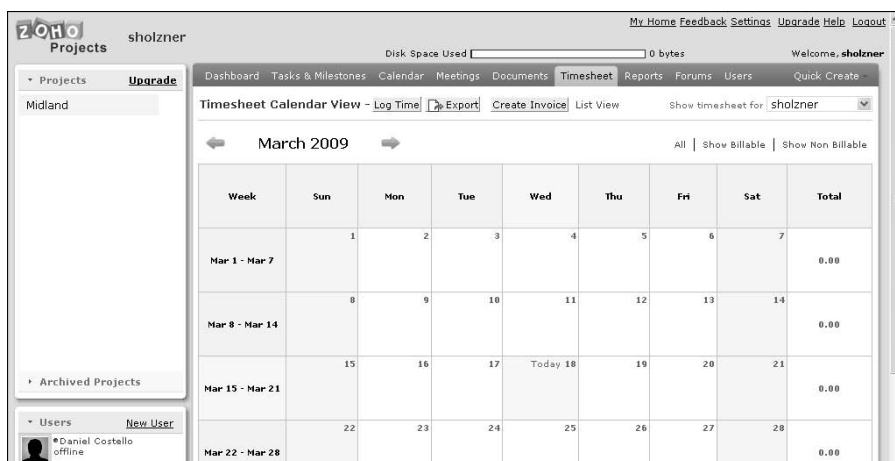 My Home Feedback Settings Upgrade Help Logout
ZOHO
Projects
sholzner
Disk Space Used 0 bytes
Welcome, sholzner
Projects Upgrade
Midland
Archived Projects
Users New User
Daniel Costello
offline
Dashboard Tasks & Milestones Calendar Meetings Documents Timesheet Reports Forums Users Quick Create
Timesheet Calendar View - Log Time Export Create Invoice List View Show timesheet for sholzner
March 2009 All | Show Billable | Show Non Billable
Week Sun Mon Tue Wed Thu Fri Sat Total
1 2 3 4 5 6 7
Mar 1 - Mar 7 0.00
8 9 10 11 12 13 14
Mar 8 - Mar 14 0.00
15 16 17 Today 18 19 20 21
Mar 15 - Mar 21 0.00
22 23 24 25 26 27 28
Mar 22 - Mar 28 0.00